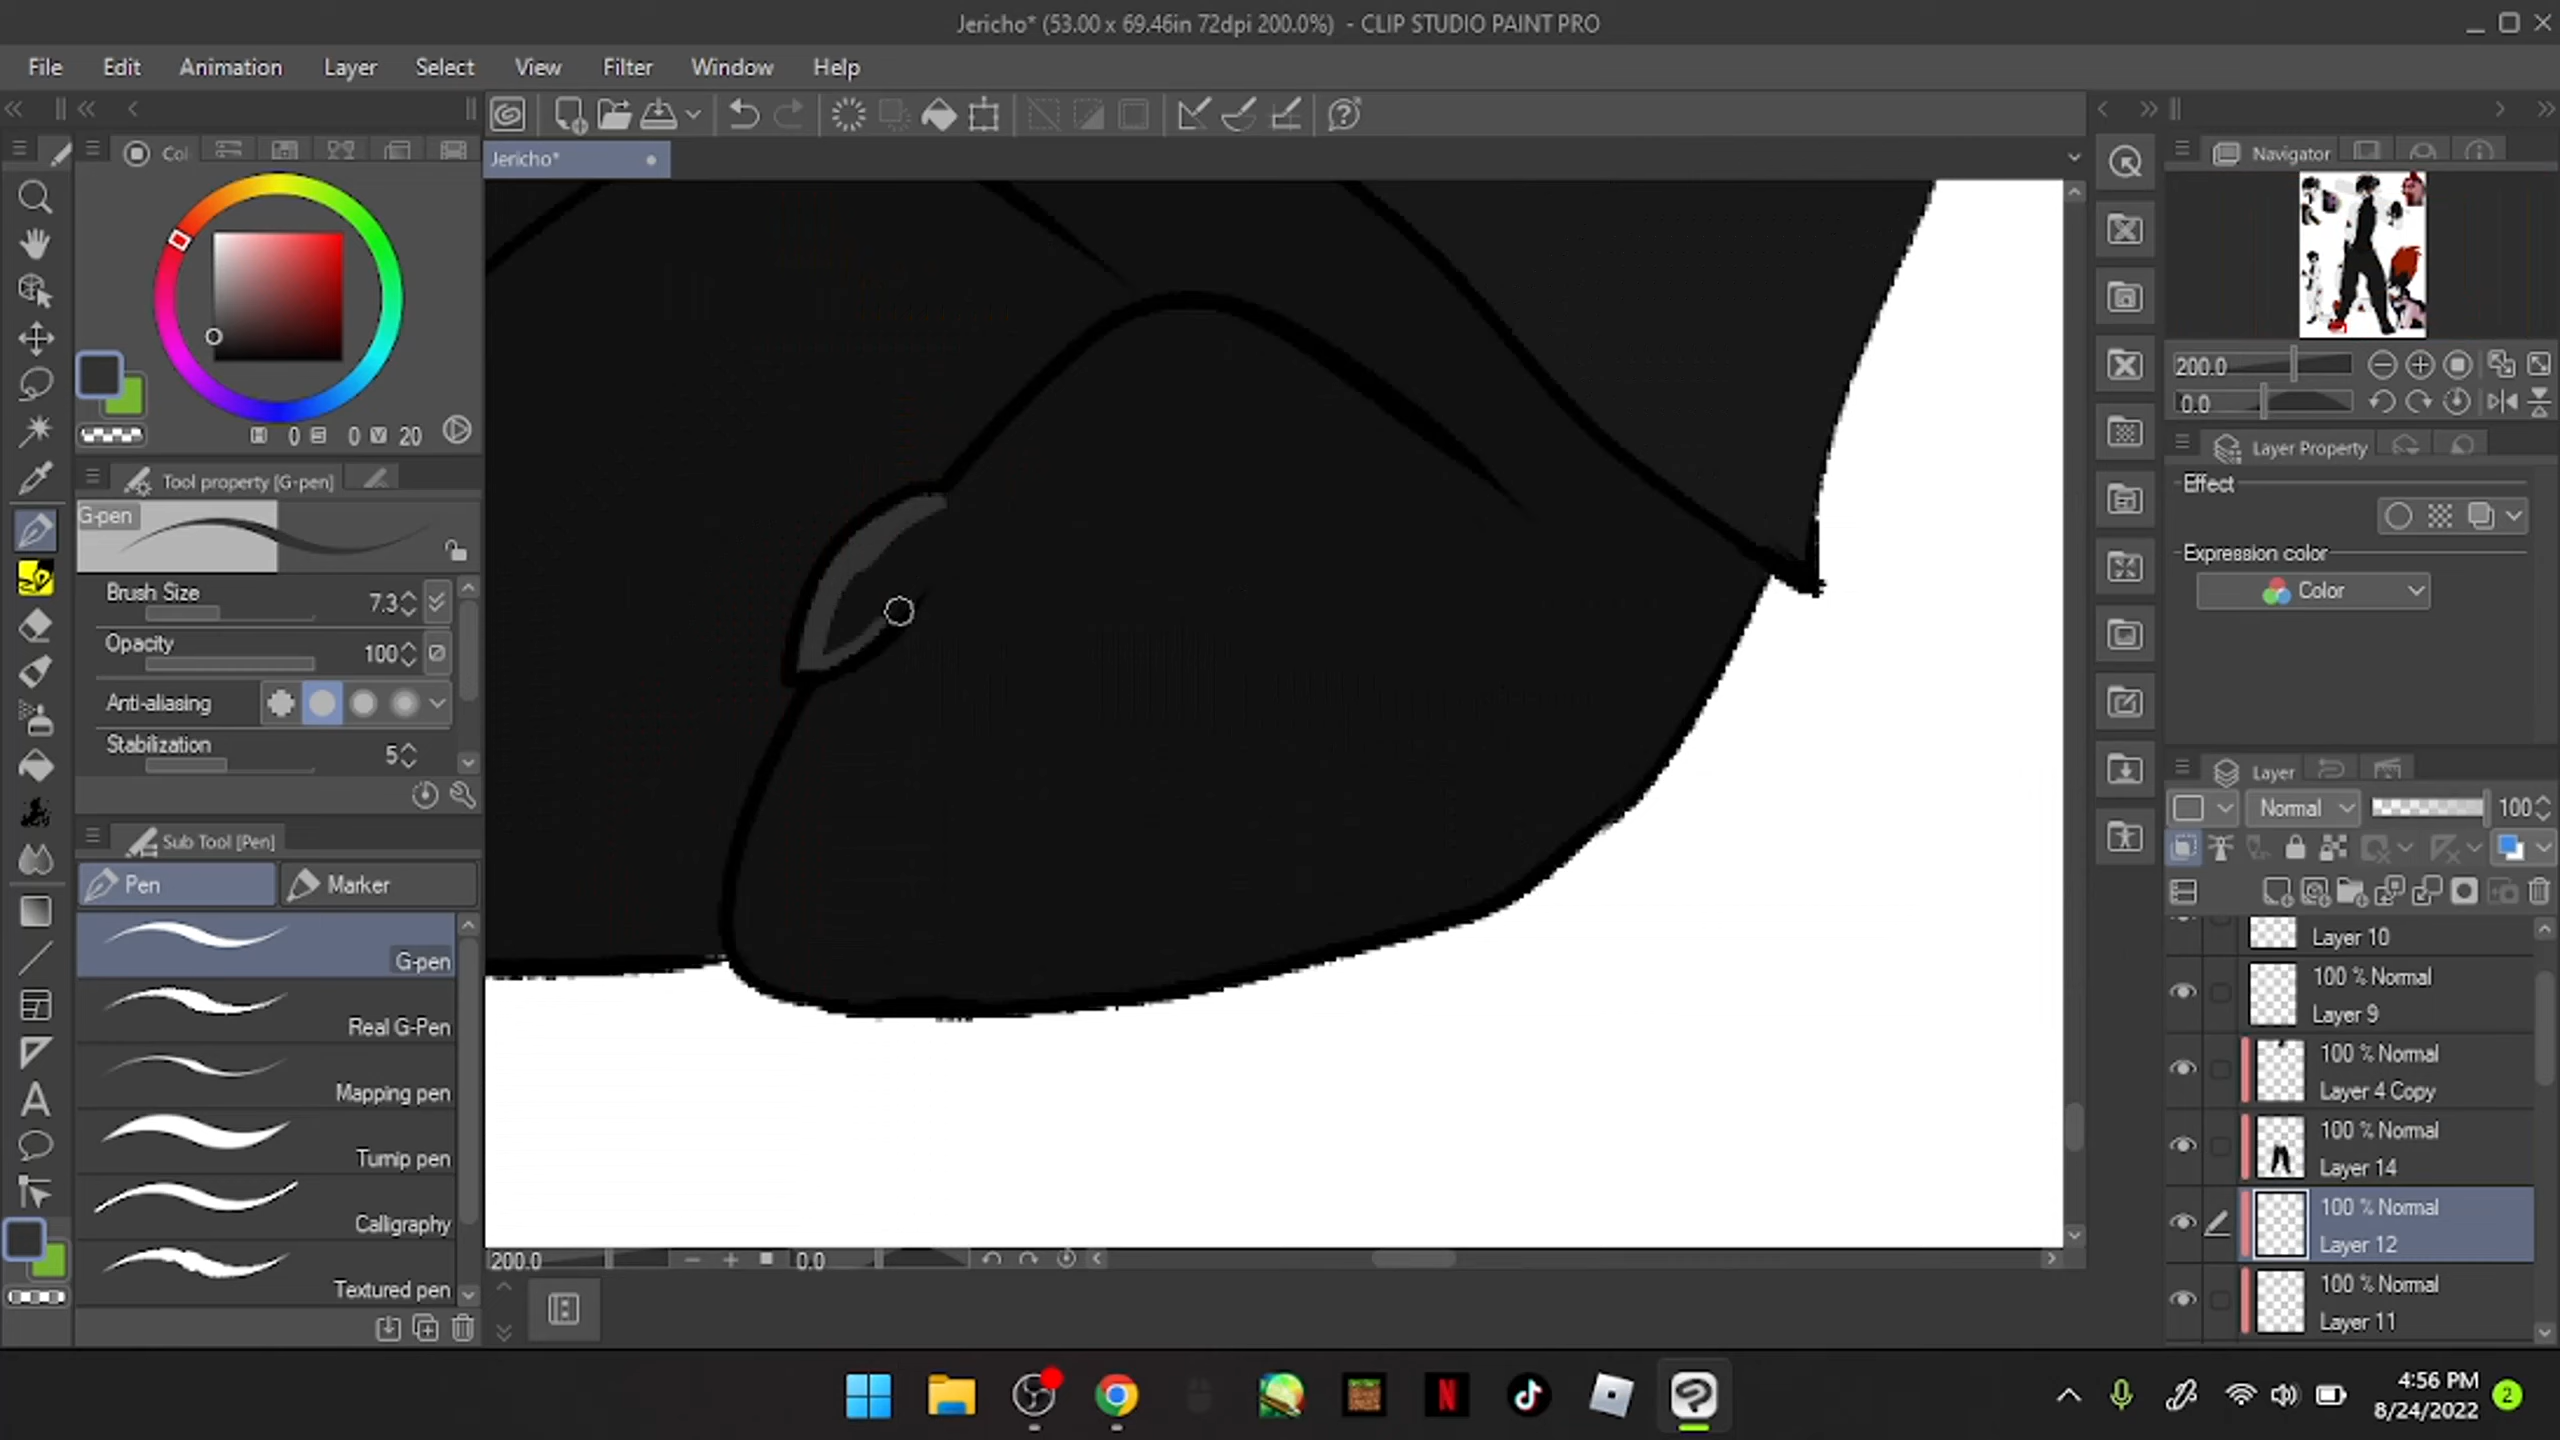 Jericho* (53.00 x 69.46in 72dpi 200.0%) - CLIP STUDIO PAINT PRO
File Edit Animation Layer Select View Filter Window Help
Jericho*
Col
Navigator
0 0 20
200.0
0.0
Tool property [G-pen]
G-pen
Layer Property
Effect
Expression color
Color
Brush Size 7.3
Opacity 100
Anti-aliasing
Stabilization 5
Layer
Normal 100
Sub Tool [Pen]
Pen Marker
G-pen
Real G-Pen
Mapping pen
Turnip pen
Calligraphy
Textured pen
Layer 10
100 % Normal
Layer 9
100 % Normal
Layer 4 Copy
100 % Normal
Layer 14
100 % Normal
Layer 12
100 % Normal
Layer 11
200.0 0.0
4:56 PM
8/24/2022
2